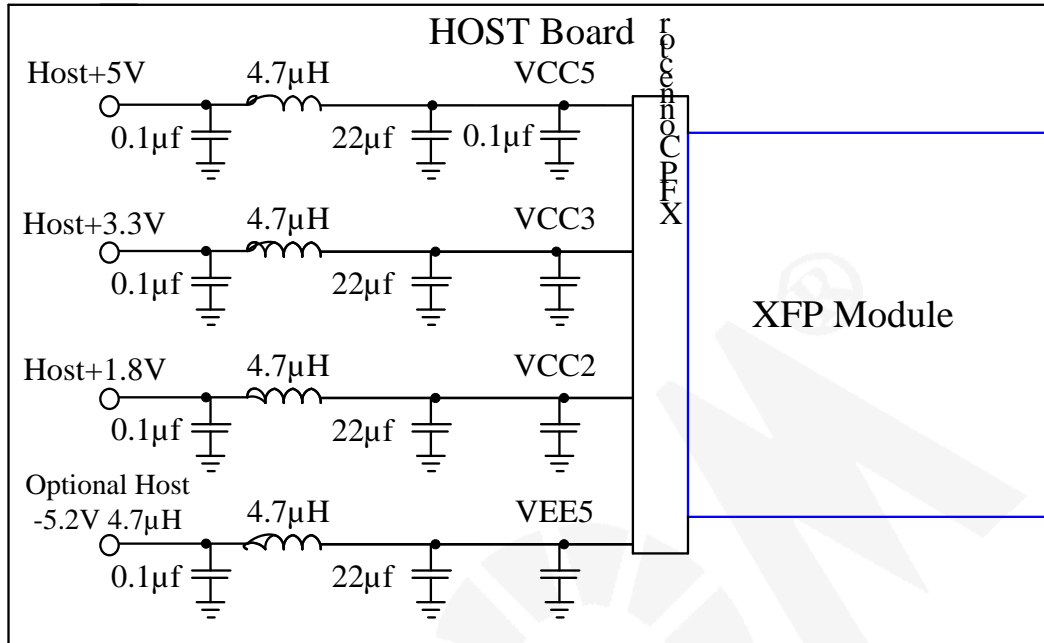 HOST Board
XFP Connector
Host+5V 4.7µH VCC5
0.1µf 22µf 0.1µf
Host+3.3V 4.7µH VCC3
0.1µf 22µf
XFP Module
Host+1.8V 4.7µH VCC2
0.1µf 22µf
Optional Host
-5.2V 4.7µH 4.7µH VEE5
0.1µf 22µf
®